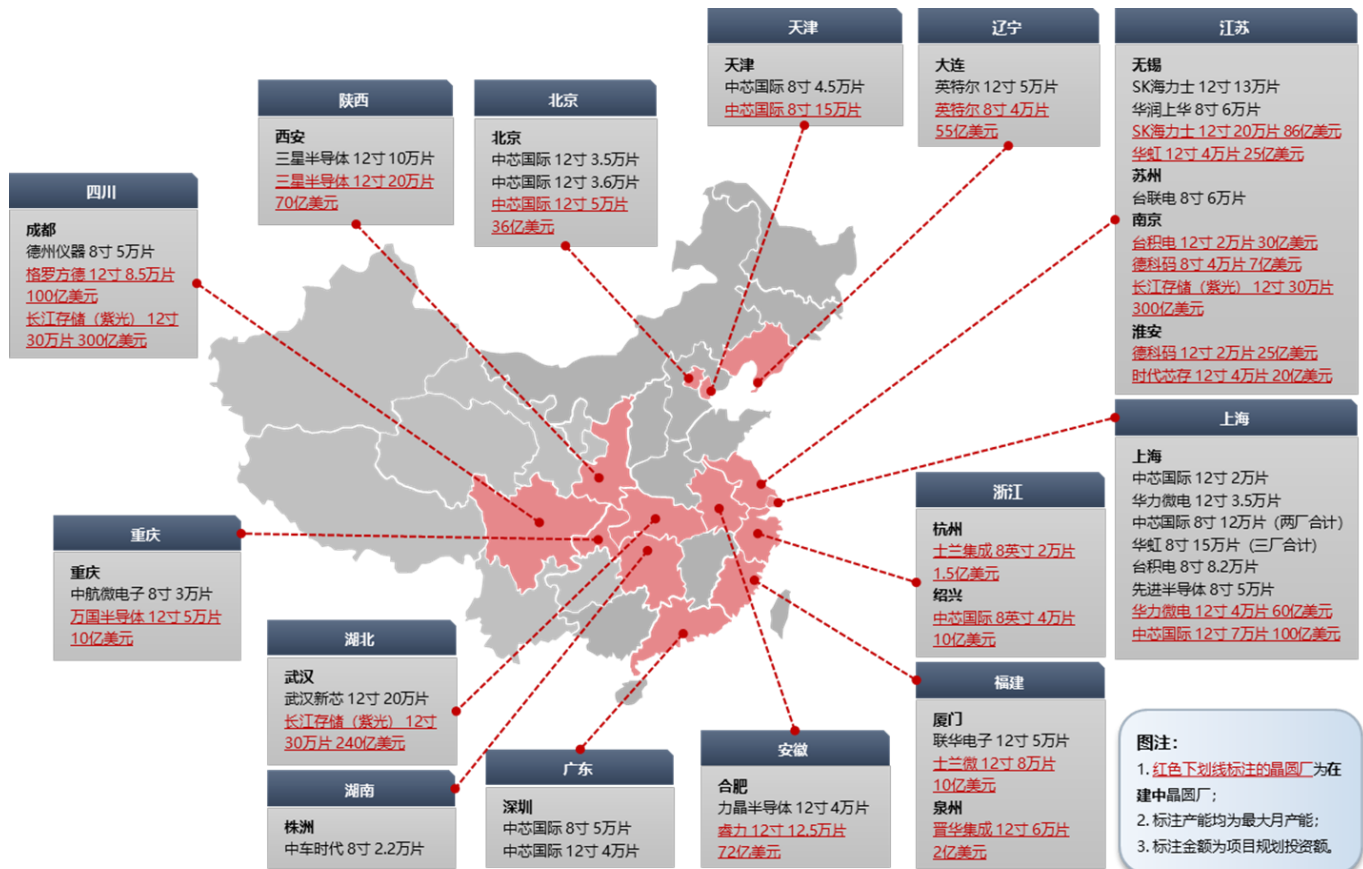 天津
天津
中芯国际 8寸 4.5万片
中芯国际 8寸 15万片
辽宁
大连
英特尔 12寸 5万片
英特尔 8寸 4万片
55亿美元
江苏
无锡
SK海力士 12寸 13万片
华润上华 8寸 6万片
SK海力士 12寸 20万片 86亿美元
华虹 12寸 4万片 25亿美元
苏州
台联电 8寸 6万片
南京
台积电 12寸 2万片 30亿美元
德科码 8寸 4万片 7亿美元
长江存储（紫光） 12寸 30万片
300亿美元
淮安
德科码 12寸 2万片 25亿美元
时代芯存 12寸 4万片 20亿美元
陕西
西安
三星半导体 12寸 10万片
三星半导体 12寸 20万片
70亿美元
北京
北京
中芯国际 12寸 3.5万片
中芯国际 12寸 3.6万片
中芯国际 12寸 5万片
36亿美元
四川
成都
德州仪器 8寸 5万片
格罗方德 12寸 8.5万片
100亿美元
长江存储（紫光） 12寸
30万片 300亿美元
上海
上海
中芯国际 12寸 2万片
华力微电 12寸 3.5万片
中芯国际 8寸 12万片（两厂合计）
华虹 8寸 15万片（三厂合计）
台积电 8寸 8.2万片
先进半导体 8寸 5万片
华力微电 12寸 4万片 60亿美元
中芯国际 12寸 7万片 100亿美元
浙江
杭州
士兰集成 8英寸 2万片
1.5亿美元
绍兴
中芯国际 8英寸 4万片
10亿美元
重庆
重庆
中航微电子 8寸 3万片
万国半导体 12寸 5万片
10亿美元
湖北
武汉
武汉新芯 12寸 20万片
长江存储（紫光） 12寸
30万片 240亿美元
福建
厦门
联华电子 12寸 5万片
士兰微 12寸 8万片
10亿美元
泉州
晋华集成 12寸 6万片
2亿美元
湖南
株洲
中车时代 8寸 2.2万片
广东
深圳
中芯国际 8寸 5万片
中芯国际 12寸 4万片
安徽
合肥
力晶半导体 12寸 4万片
睿力 12寸 12.5万片
72亿美元
图注：
1. 红色下划线标注的晶圆厂为在
建中晶圆厂；
2. 标注产能均为最大月产能；
3. 标注金额为项目规划投资额。